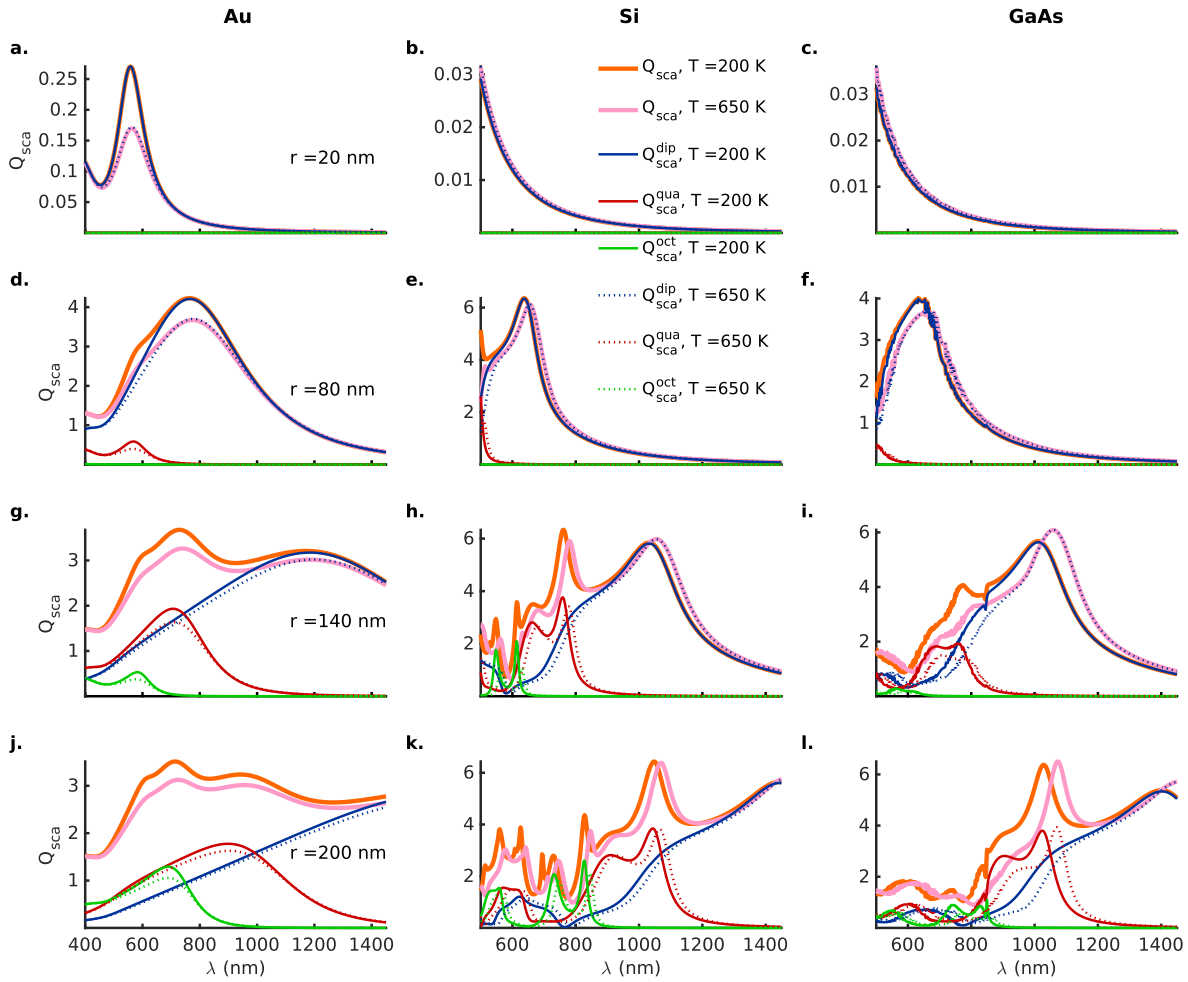 Au Si GaAs
a. b. c.
0.25
0.2
0.15
0.1
0.05
Q_sca
r =20 nm
0.03
0.02
0.01
0.03
0.02
0.01
Q_sca, T =200 K
Q_sca, T =650 K
Q_sca^dip, T =200 K
Q_sca^qua, T =200 K
Q_sca^oct, T =200 K
Q_sca^dip, T =650 K
Q_sca^qua, T =650 K
Q_sca^oct, T =650 K
d. e. f.
4
3
2
1
Q_sca
r =80 nm
6
4
2
4
3
2
1
g. h. i.
3
2
1
Q_sca
r =140 nm
6
4
2
6
4
2
j. k. l.
3
2
1
Q_sca
r =200 nm
6
4
2
6
4
2
400 600 800 1000 1200 1400
600 800 1000 1200 1400
600 800 1000 1200 1400
λ (nm) λ (nm) λ (nm)